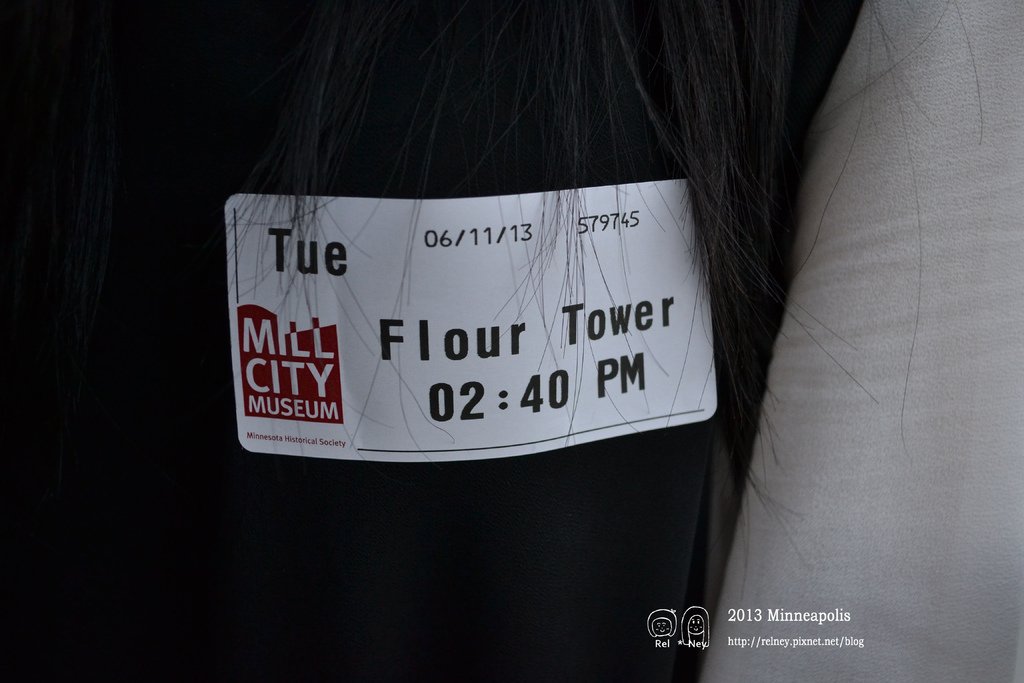 Tue 06/11/13 579745
MILL
CITY
MUSEUM
Minnesota Historical Society
Flour Tower
02:40 PM
2013 Minneapolis
Rel * Ney
http://relney.pixnet.net/blog